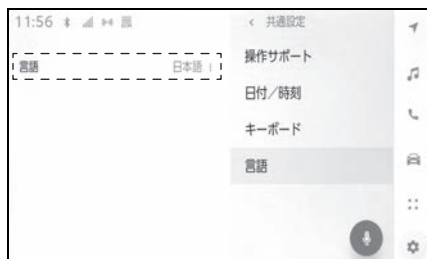 11:56
言語 日本語
共通設定
操作サポート
日付／時刻
キーボード
言語